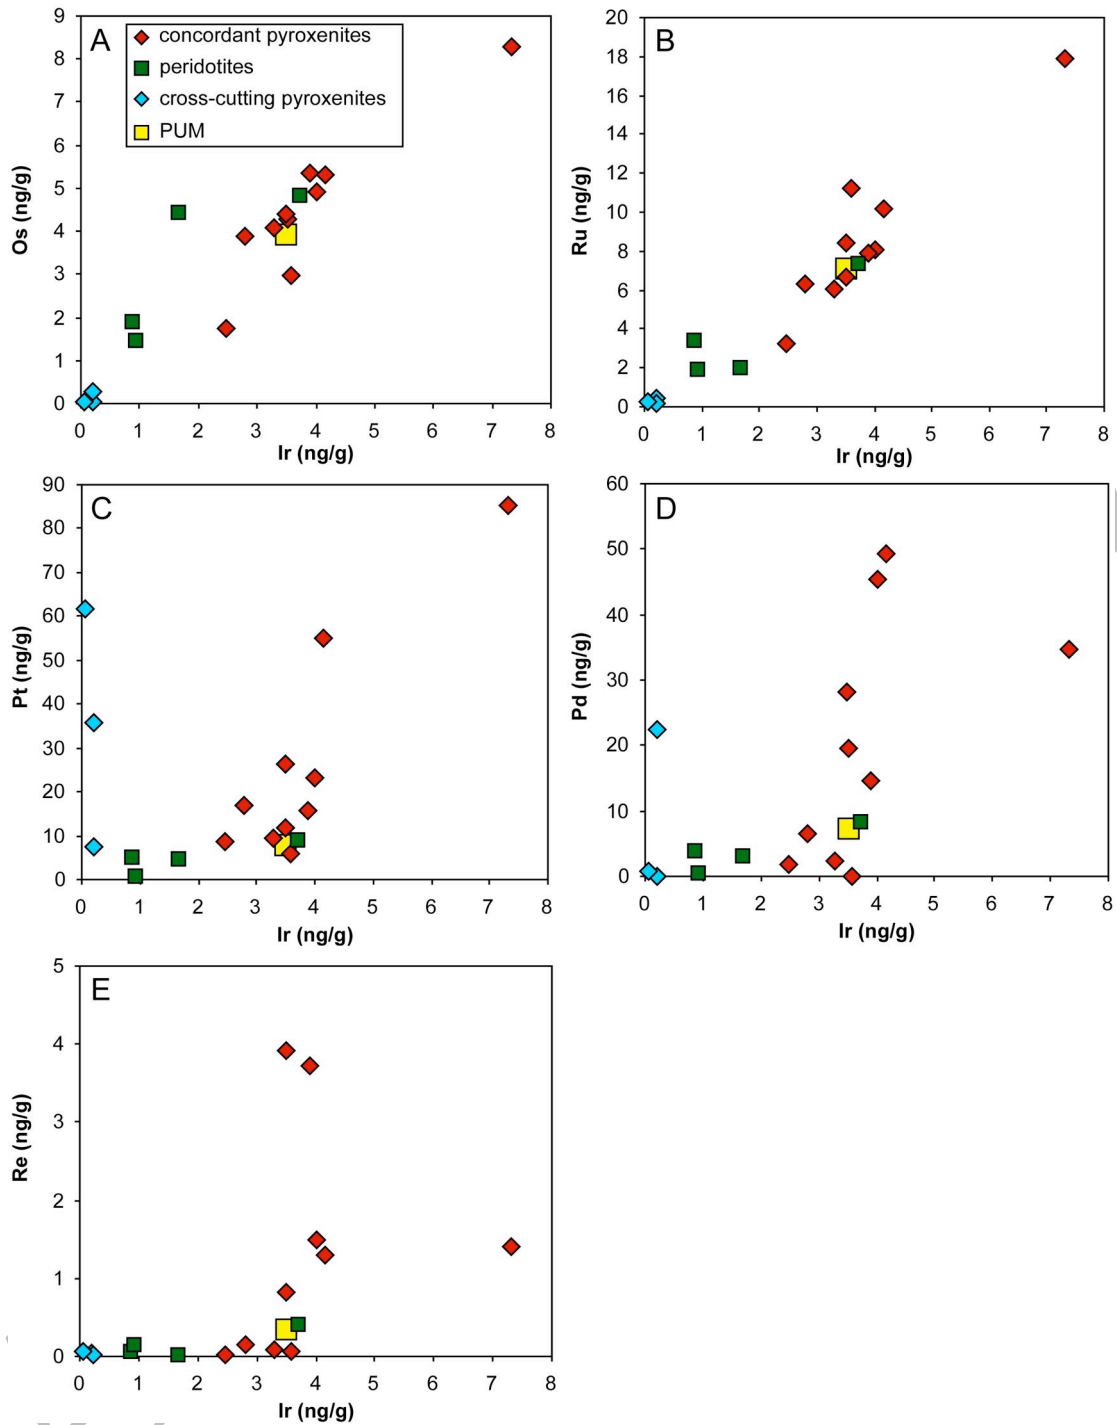 A
concordant pyroxenites
peridotites
cross-cutting pyroxenites
PUM
9
8
7
6
5
4
3
2
1
0
Os (ng/g)
0 1 2 3 4 5 6 7 8
Ir (ng/g)
B
20
18
16
14
12
10
8
6
4
2
0
Ru (ng/g)
0 1 2 3 4 5 6 7 8
Ir (ng/g)
C
90
80
70
60
50
40
30
20
10
0
Pt (ng/g)
0 1 2 3 4 5 6 7 8
Ir (ng/g)
D
60
50
40
30
20
10
0
Pd (ng/g)
0 1 2 3 4 5 6 7 8
Ir (ng/g)
E
5
4
3
2
1
0
Re (ng/g)
0 1 2 3 4 5 6 7 8
Ir (ng/g)